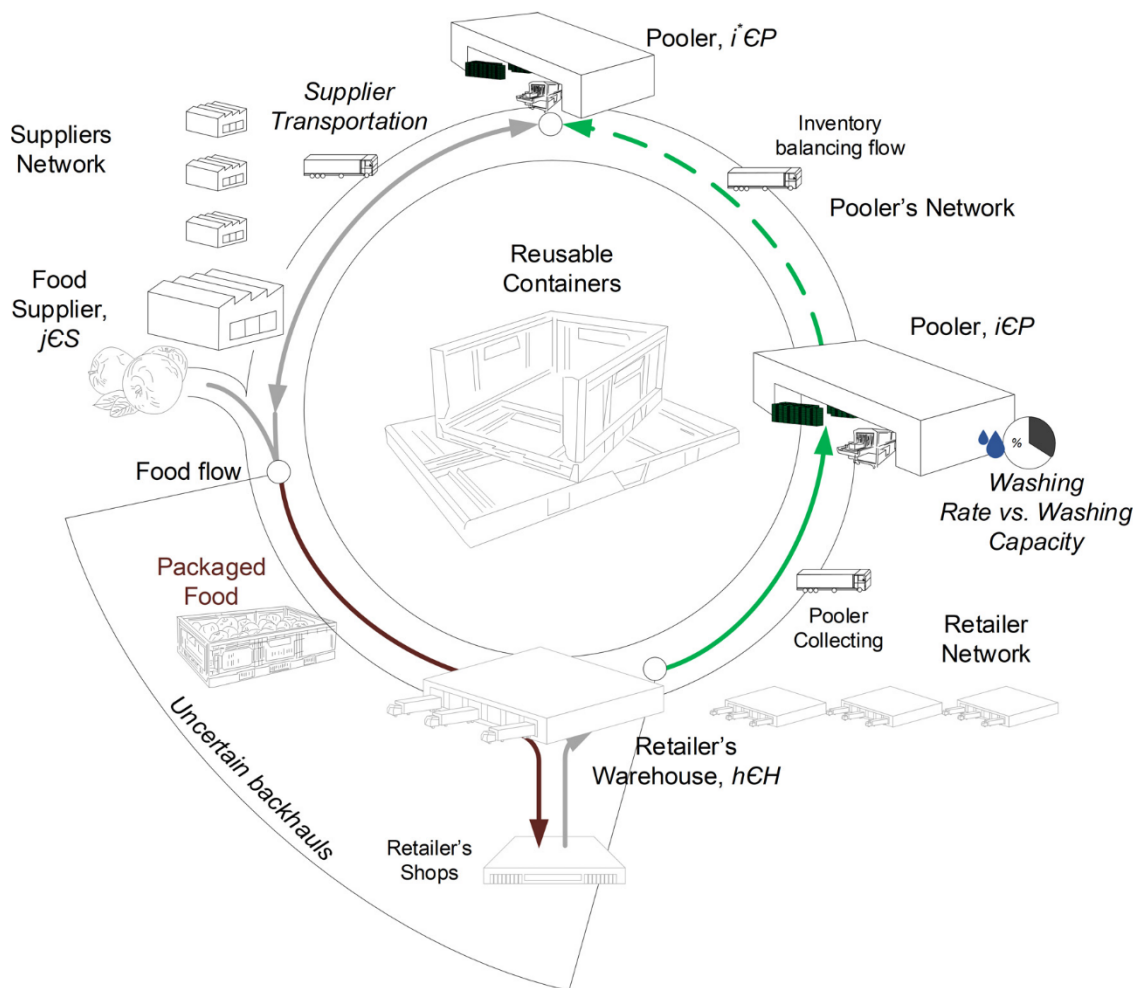 Pooler, i*ЄP
Supplier
Transportation
Suppliers
Network
Inventory
balancing flow
Pooler's Network
Reusable
Containers
Food
Supplier,
jЄS
Pooler, iЄP
%
Food flow
Washing
Rate vs. Washing
Capacity
Packaged
Food
Pooler
Collecting
Retailer
Network
Uncertain backhauls
Retailer's
Warehouse, hЄH
Retailer's
Shops